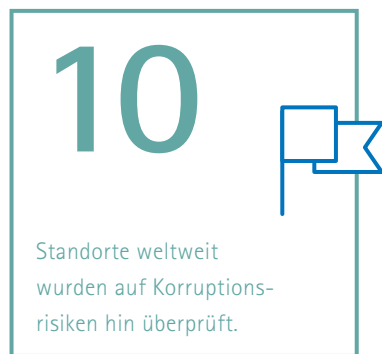 10
Standorte weltweit
wurden auf Korruptions-
risiken hin überprüft.